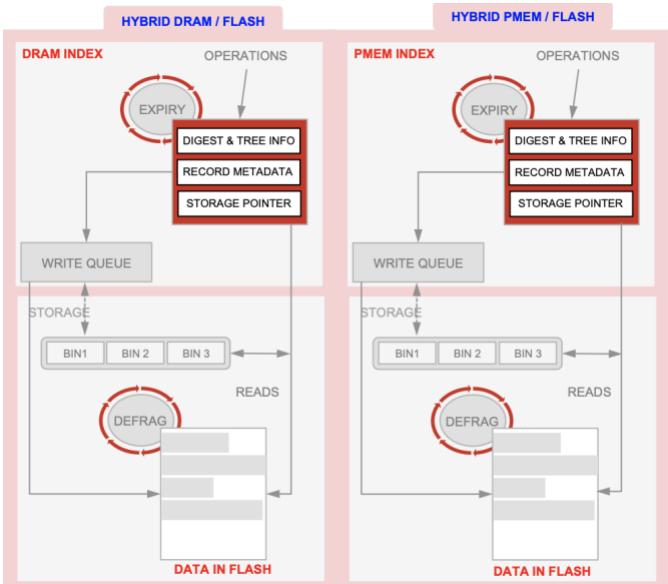 HYBRID DRAM / FLASH
DRAM INDEX
OPERATIONS
EXPIRY
DIGEST & TREE INFO
RECORD METADATA
STORAGE POINTER
WRITE QUEUE
STORAGE
BIN1 BIN 2 BIN 3
READS
DEFRAG
DATA IN FLASH
HYBRID PMEM / FLASH
PMEM INDEX
OPERATIONS
EXPIRY
DIGEST & TREE INFO
RECORD METADATA
STORAGE POINTER
WRITE QUEUE
STORAGE
BIN1 BIN 2 BIN 3
READS
DEFRAG
DATA IN FLASH